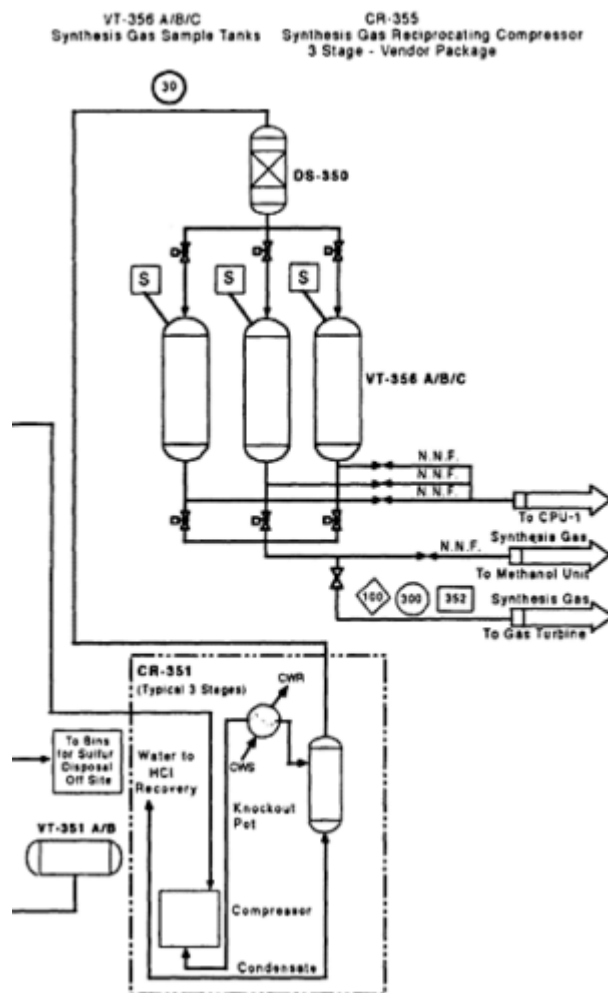 VT-356 A/B/C
Synthesis Gas Sample Tanks
CR-355
Synthesis Gas Reciprocating Compressor
3 Stage - Vendor Package
30
DS-350
S
S
S
VT-356 A/B/C
N.N.F.
N.N.F.
N.N.F.
To CPU-1
Synthesis Gas
N.N.F.
To Methanol Unit
100
300
352
Synthesis Gas
To Gas Turbine
CR-351
(Typical 3 Stages)
CWR
To Bins
for Sulfur
Disposal
Off Site
Water to
HCl
Recovery
CWS
Knockout
Pot
VT-351 A/B
Compressor
Condensate